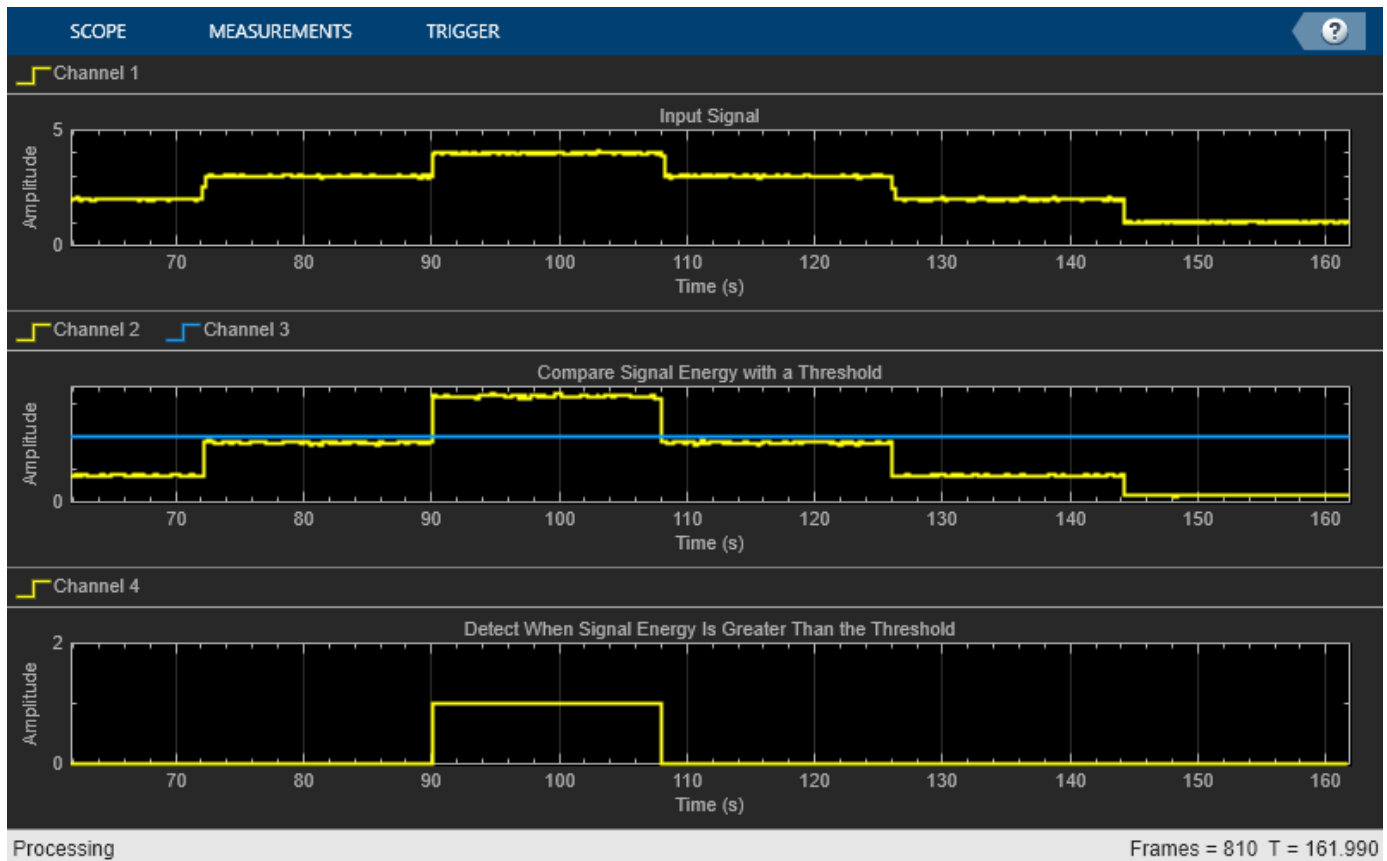 SCOPE MEASUREMENTS TRIGGER ?
Channel 1
Input Signal
5
Amplitude
0
70 80 90 100 110 120 130 140 150 160
Time (s)
Channel 2 Channel 3
Compare Signal Energy with a Threshold
Amplitude
0
70 80 90 100 110 120 130 140 150 160
Time (s)
Channel 4
Detect When Signal Energy Is Greater Than the Threshold
2
Amplitude
0
70 80 90 100 110 120 130 140 150 160
Time (s)
Processing Frames = 810 T = 161.990